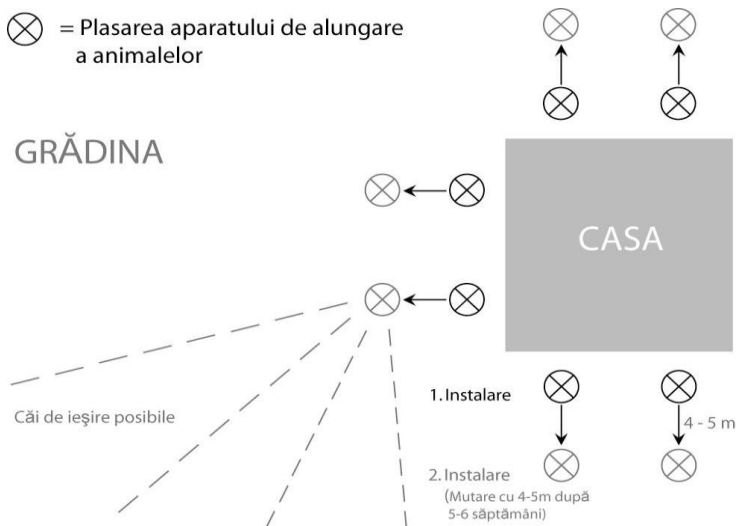 = Plasarea aparatului de alungare
a animalelor
GRĂDINA
CASA
Căi de ieşire posibile
1. Instalare
4 - 5 m
2. Instalare
(Mutare cu 4-5m după
5-6 săptămâni)